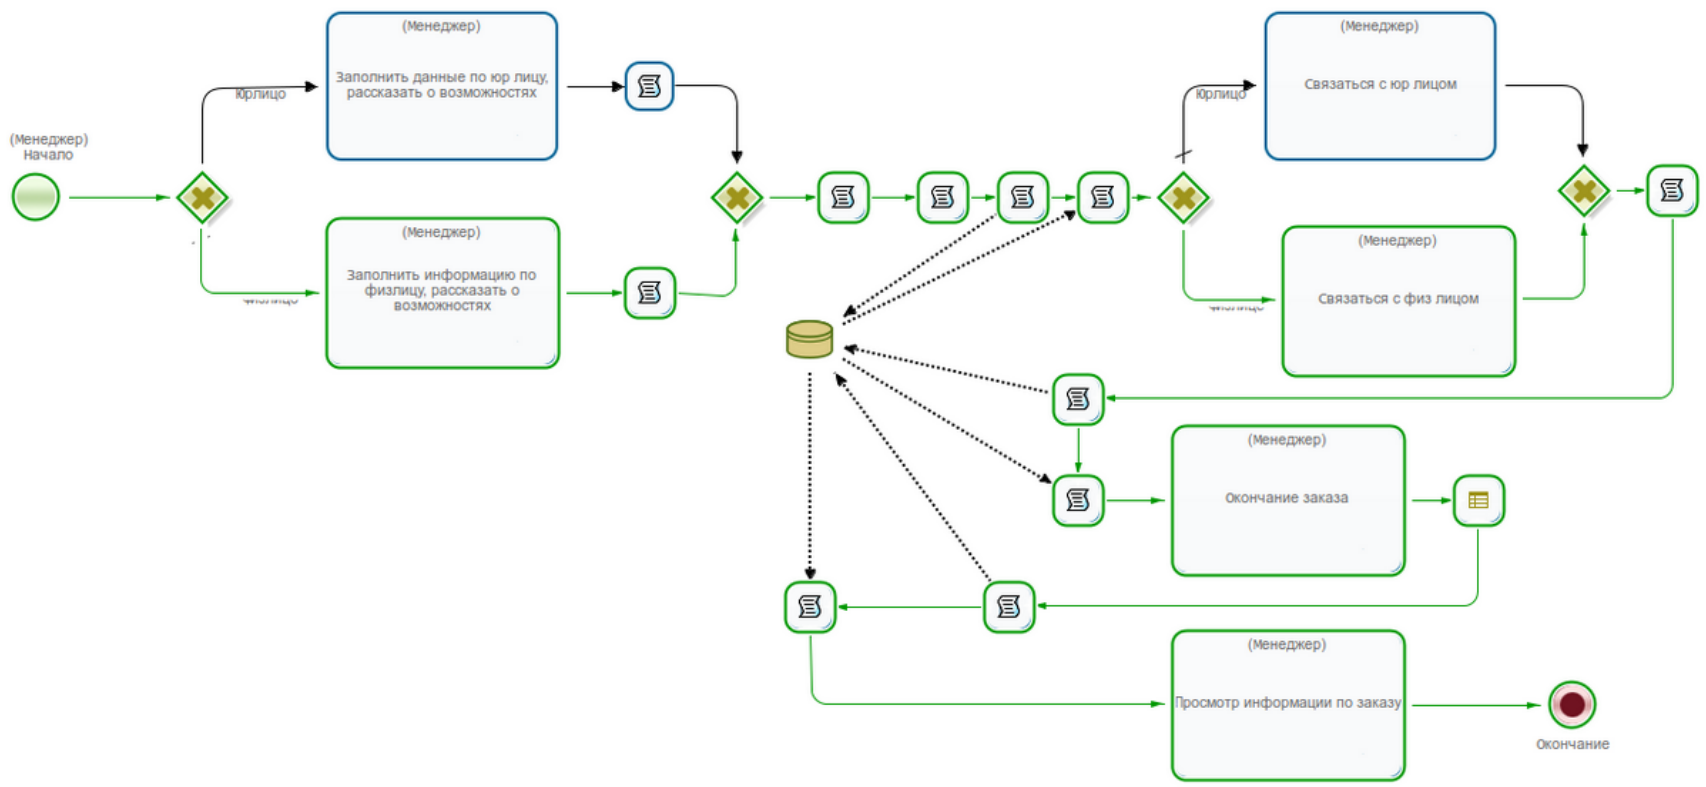 (Менеджер)
Начало
Юрлицо
(Менеджер)
Заполнить данные по юр лицу,
рассказать о возможностях
(Менеджер)
Заполнить информацию по
физлицу, рассказать о
возможностях
Юрлицо
(Менеджер)
Связаться с юр лицом
(Менеджер)
Связаться с физ лицом
(Менеджер)
Окончание заказа
(Менеджер)
Просмотр информации по заказу
Окончание